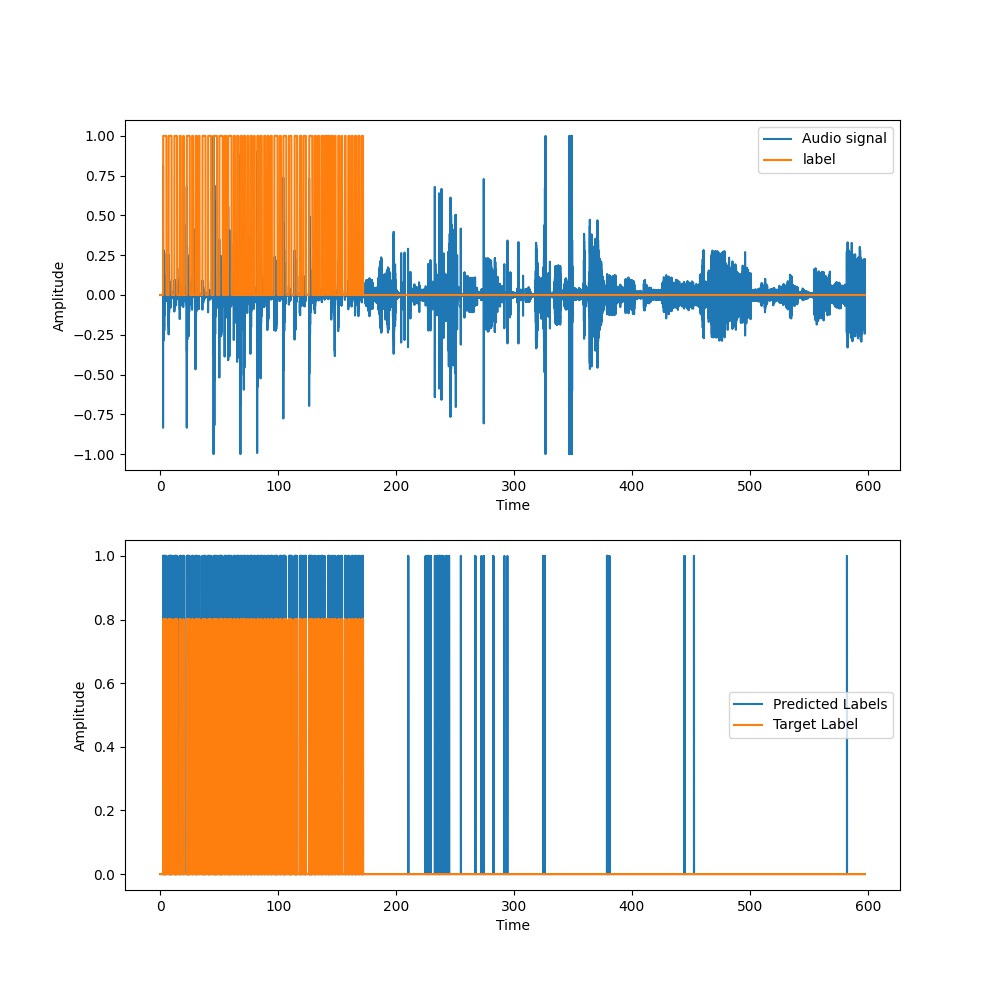 1.00
0.75
0.50
0.25
0.00
−0.25
−0.50
−0.75
−1.00
Amplitude
Audio signal
label
0 100 200 300 400 500 600
Time
1.0
0.8
0.6
0.4
0.2
0.0
Amplitude
Predicted Labels
Target Label
0 100 200 300 400 500 600
Time